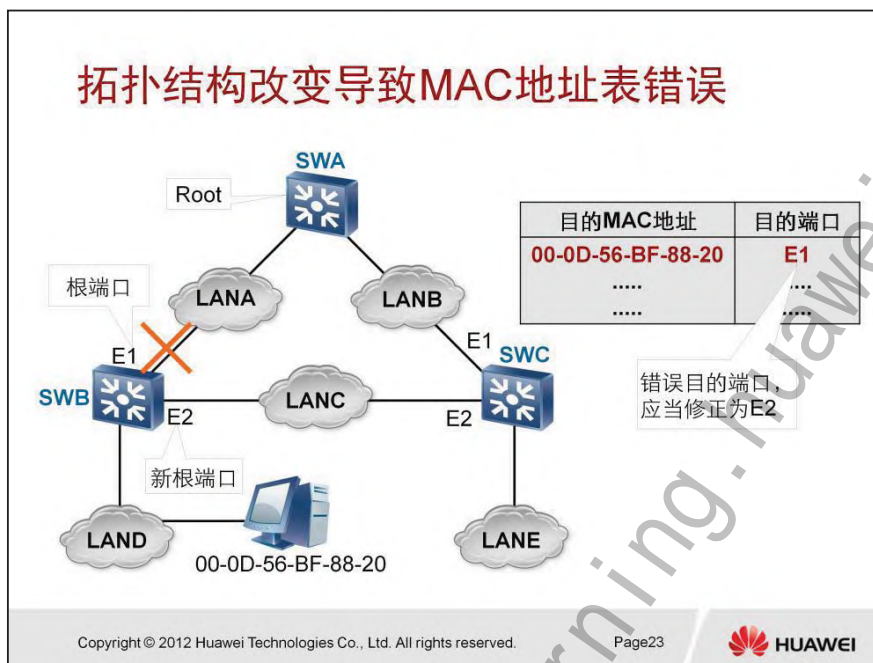 拓扑结构改变导致MAC地址表错误
SWA
Root
目的MAC地址 目的端口
00-0D-56-BF-88-20 E1
..... ....
..... .....
根端口
LANA
LANB
E1
E1
SWC
错误目的端口,
应当修正为E2
SWB
LANC
E2
E2
新根端口
LAND
LANE
00-0D-56-BF-88-20
Copyright © 2012 Huawei Technologies Co., Ltd. All rights reserved.
Page23
HUAWEI
rning.huawei.